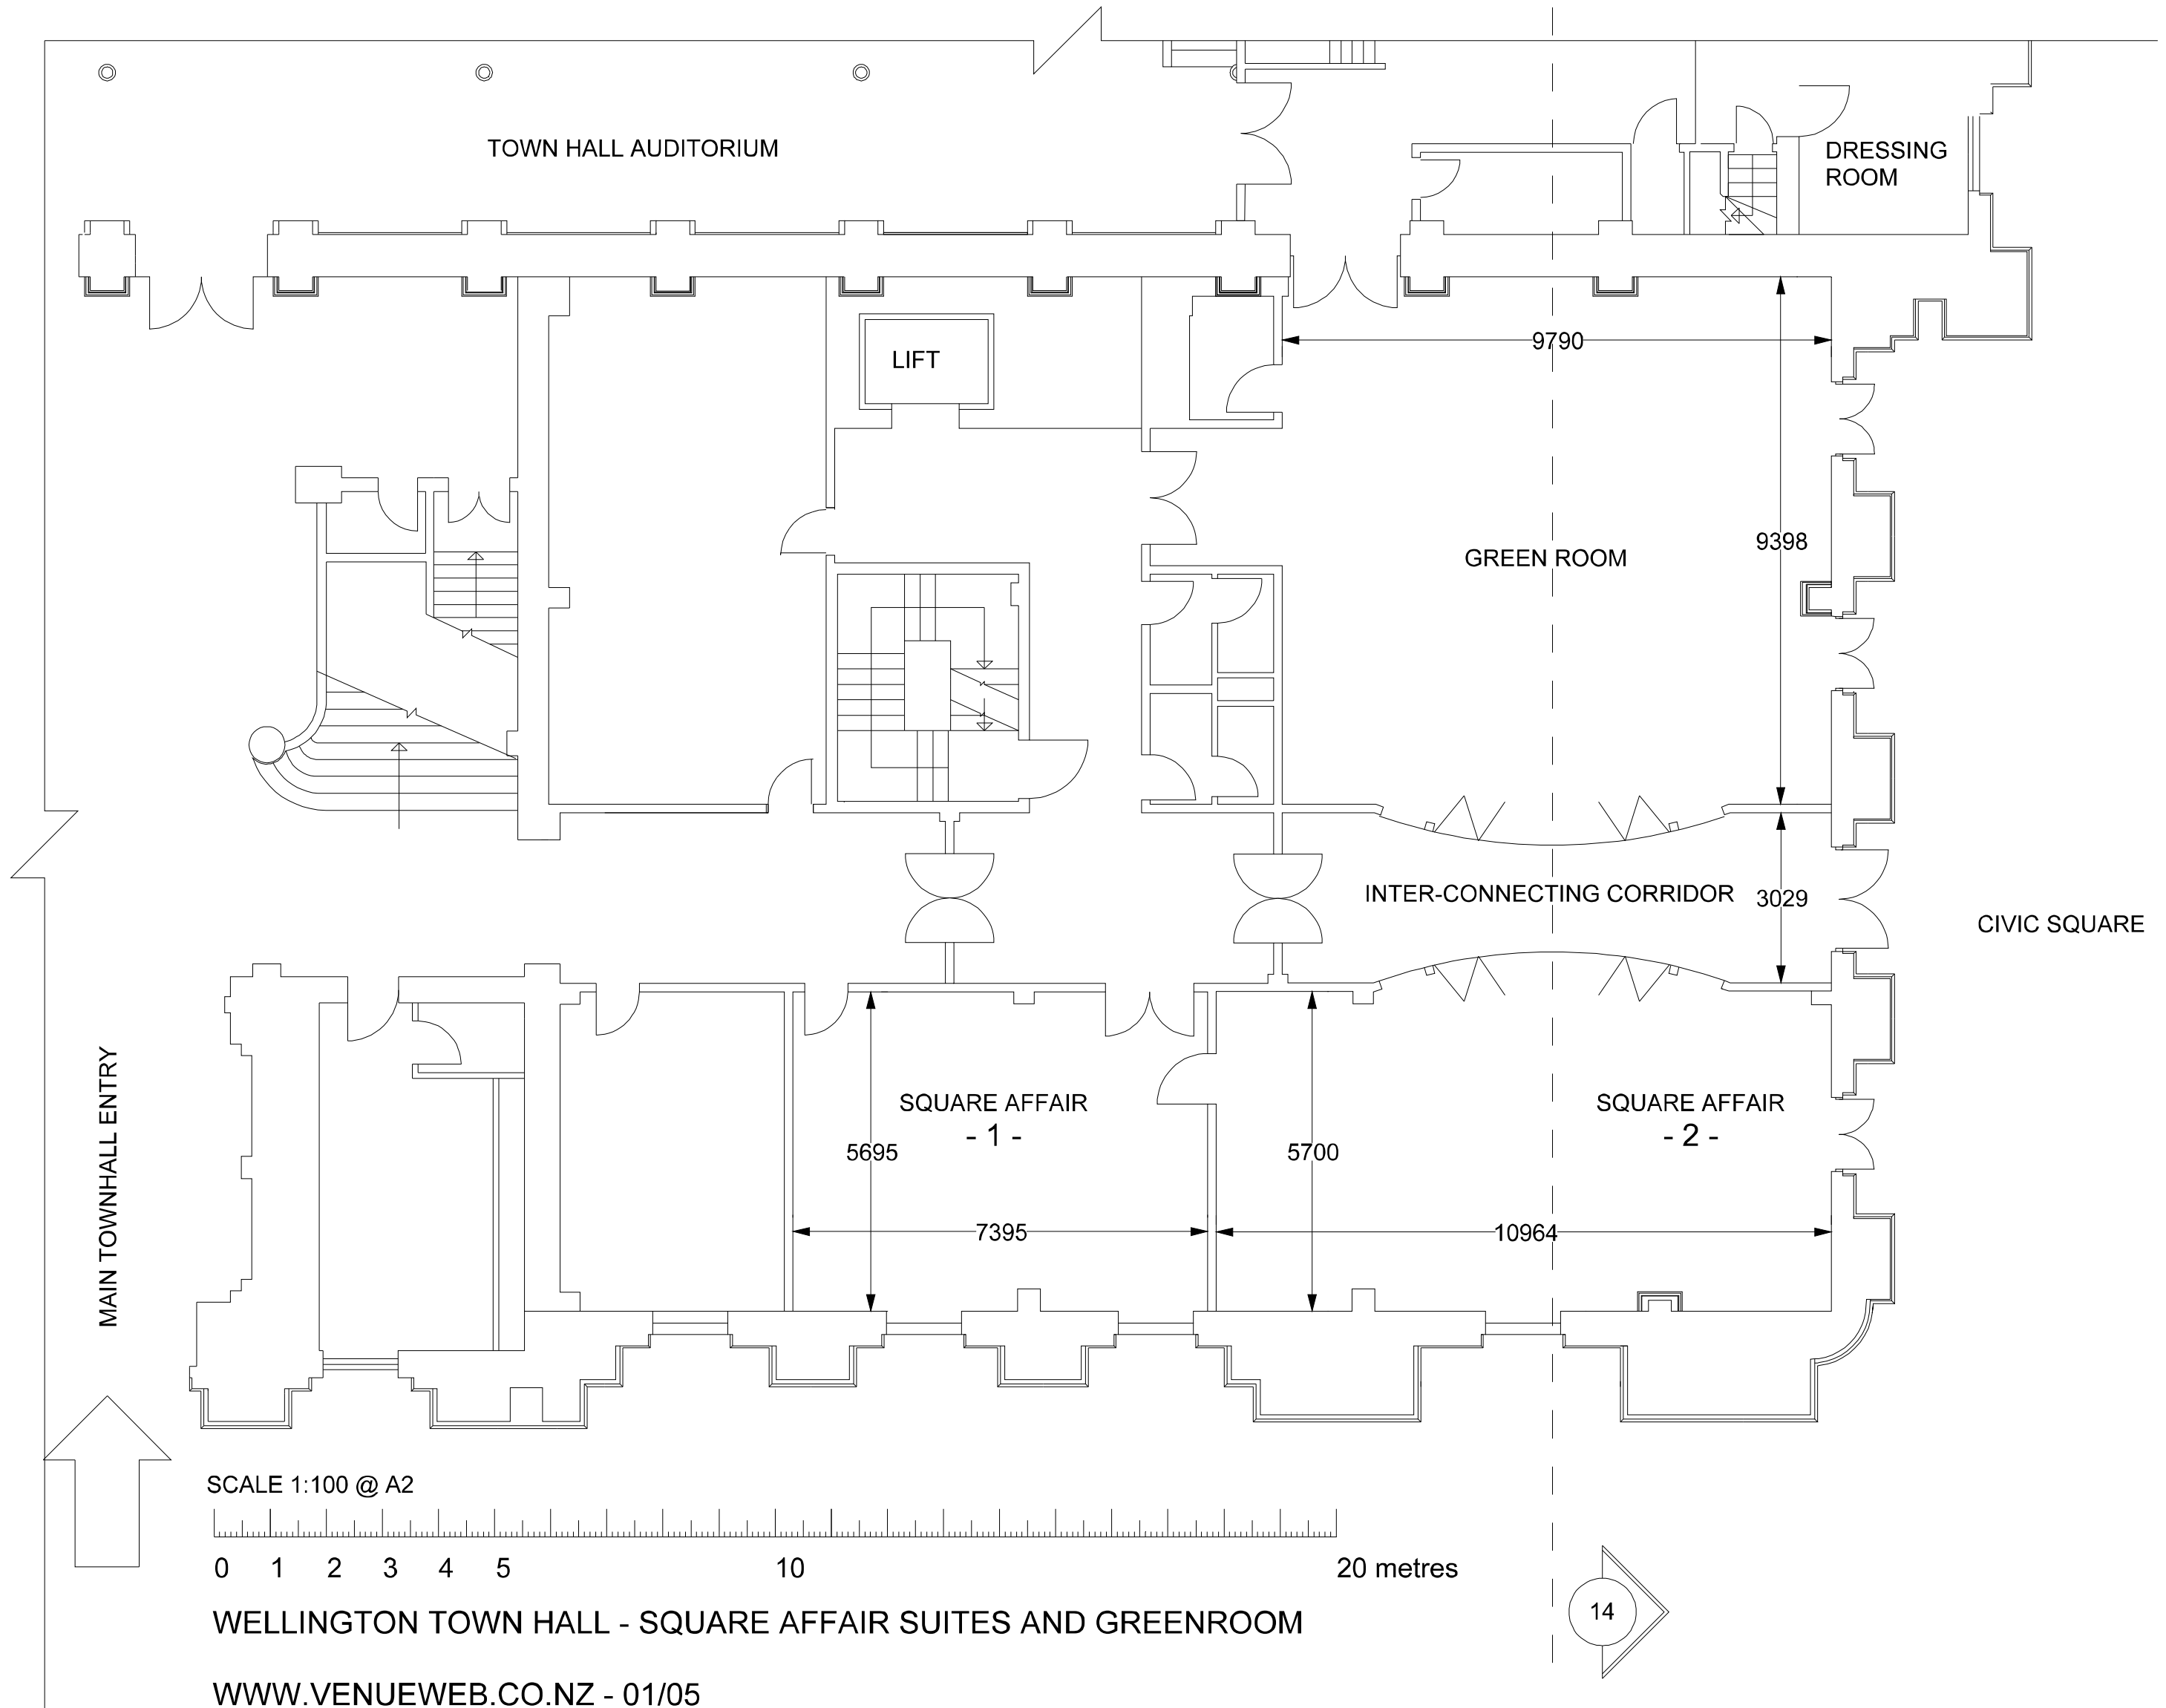 TOWN HALL AUDITORIUM
DRESSING
ROOM
LIFT
9790
9398
GREEN ROOM
INTER-CONNECTING CORRIDOR
3029
CIVIC SQUARE
MAIN TOWNHALL ENTRY
SQUARE AFFAIR
- 1 -
5695
7395
SQUARE AFFAIR
- 2 -
5700
10964
SCALE 1:100 @ A2
0 1 2 3 4 5 10 20 metres
14
WELLINGTON TOWN HALL - SQUARE AFFAIR SUITES AND GREENROOM
WWW.VENUEWEB.CO.NZ - 01/05